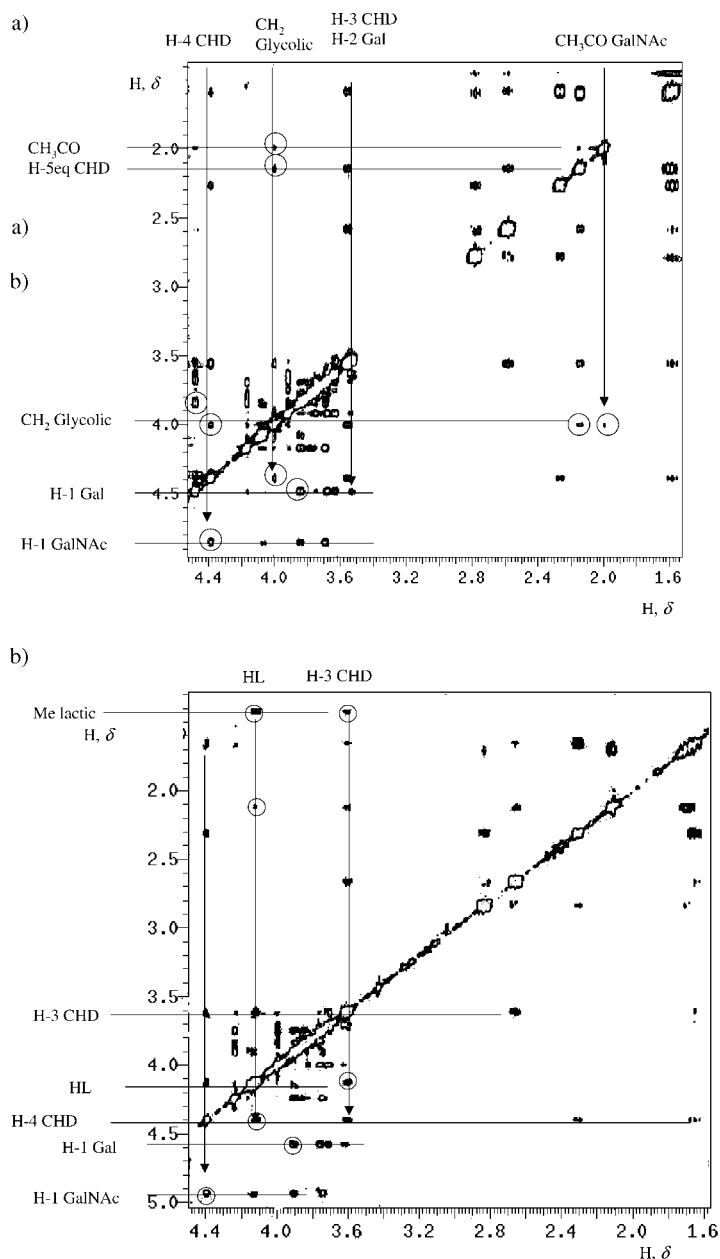 a)
H-4 CHD
CH2
Glycolic
H-3 CHD
H-2 Gal
CH3CO GalNAc
H, δ
CH3CO
2.0
H-5eq CHD
a)
2.5
b)
3.0
3.5
CH2 Glycolic
4.0
H-1 Gal
4.5
H-1 GalNAc
4.4 4.0 3.6 3.2 2.8 2.4 2.0 1.6
H, δ
b)
HL
H-3 CHD
Me lactic
H, δ
2.0
2.5
3.0
3.5
H-3 CHD
4.0
HL
H-4 CHD
4.5
H-1 Gal
H-1 GalNAc
5.0
4.4 4.0 3.6 3.2 2.8 2.4 2.0 1.6
H, δ